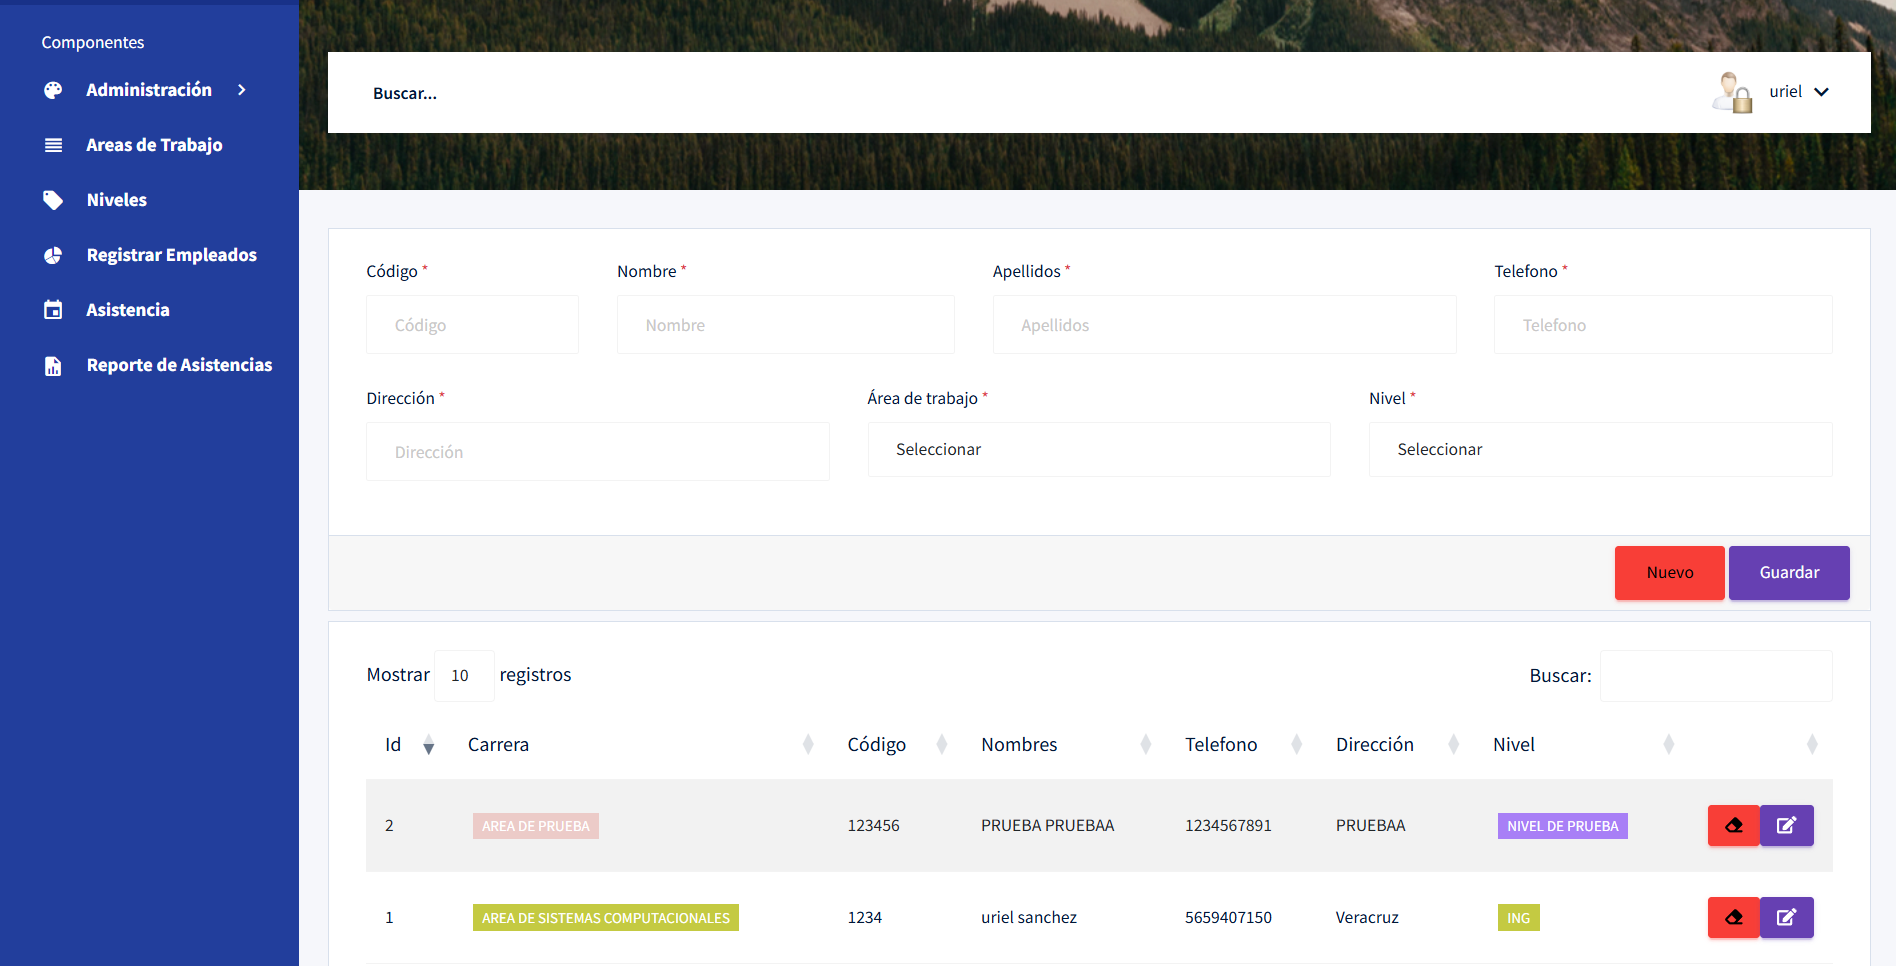 Componentes
Administración
Areas de Trabajo
Niveles
Registrar Empleados
Asistencia
Reporte de Asistencias
Buscar...
uriel
Código * Nombre * Apellidos * Telefono *
Código Nombre Apellidos Telefono
Dirección * Área de trabajo * Nivel *
Dirección Seleccionar Seleccionar
Nuevo Guardar
Mostrar 10 registros Buscar:
Id Carrera Código Nombres Telefono Dirección Nivel
2 AREA DE PRUEBA 123456 PRUEBA PRUEBAA 1234567891 PRUEBAA NIVEL DE PRUEBA
1 AREA DE SISTEMAS COMPUTACIONALES 1234 uriel sanchez 5659407150 Veracruz ING